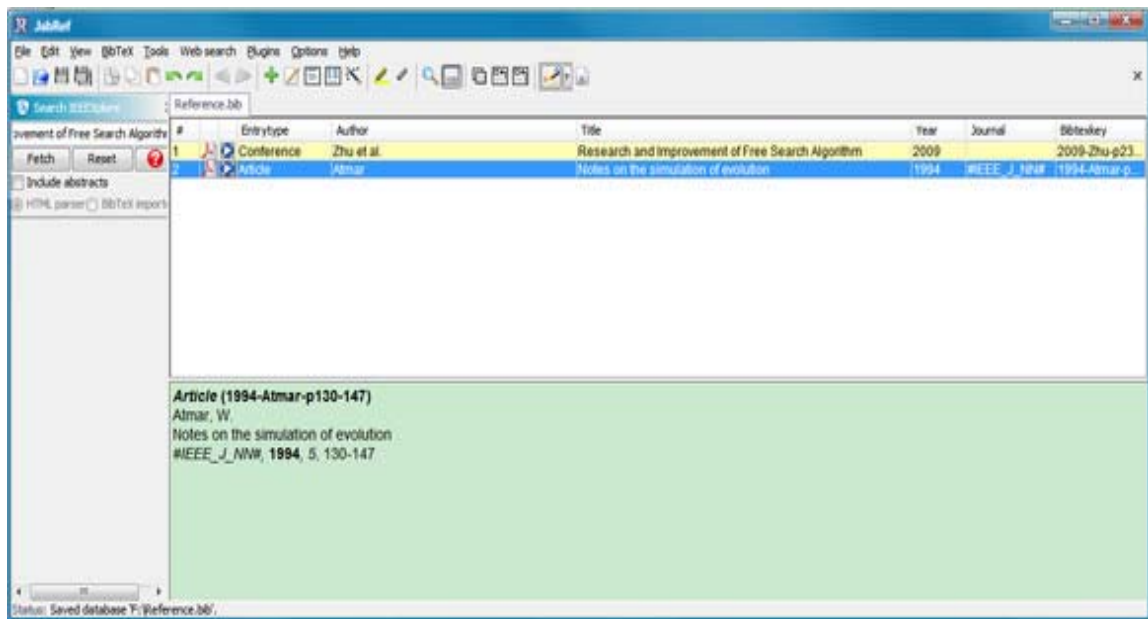 JabRef
File Edit View BibTeX Tools Web search Plugins Options Help
Search IEEEXplore
Reference.bib
ovement of Free Search Algorith
Fetch Reset
Include abstracts
HTML parser BibTeX import
# Entrytype Author Title Year Journal Bibtexkey
1 Conference Zhu et al. Research and Improvement of Free Search Algorithm 2009 2009-Zhu-p23...
2 Article Atmar Notes on the simulation of evolution 1994 #IEEE_J_NN# 1994-Atmar-p...
Article (1994-Atmar-p130-147)
Atmar, W.
Notes on the simulation of evolution
#IEEE_J_NN#, 1994, 5, 130-147
Status: Saved database 'F:\Reference.bib'.